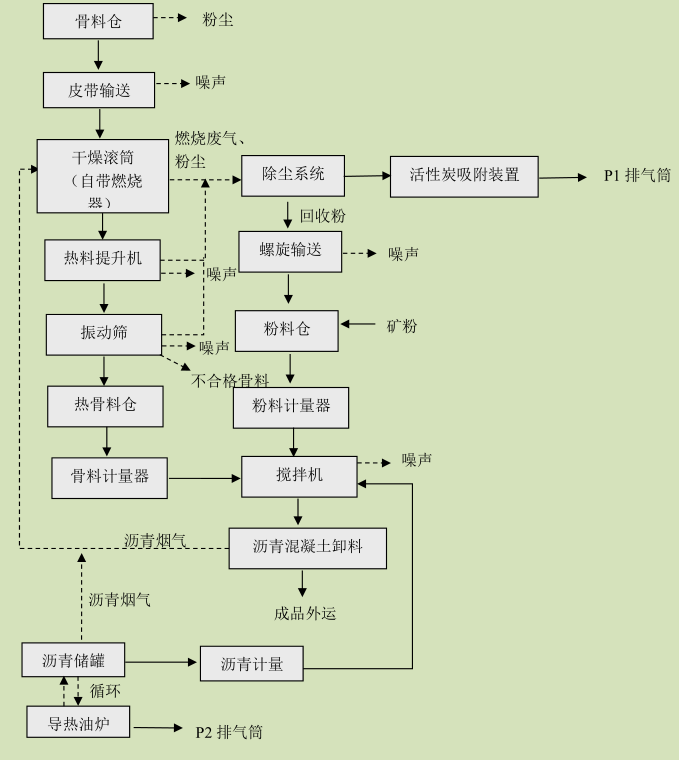 骨料仓
粉尘
皮带输送
噪声
燃烧废气、
粉尘
干燥滚筒
（自带燃烧
器）
除尘系统
活性炭吸附装置
P1 排气筒
回收粉
热料提升机
噪声
螺旋输送
噪声
振动筛
噪声
不合格骨料
粉料仓
矿粉
热骨料仓
粉料计量器
骨料计量器
搅拌机
噪声
沥青烟气
沥青混凝土卸料
沥青烟气
成品外运
沥青储罐
沥青计量
循环
导热油炉
P2 排气筒